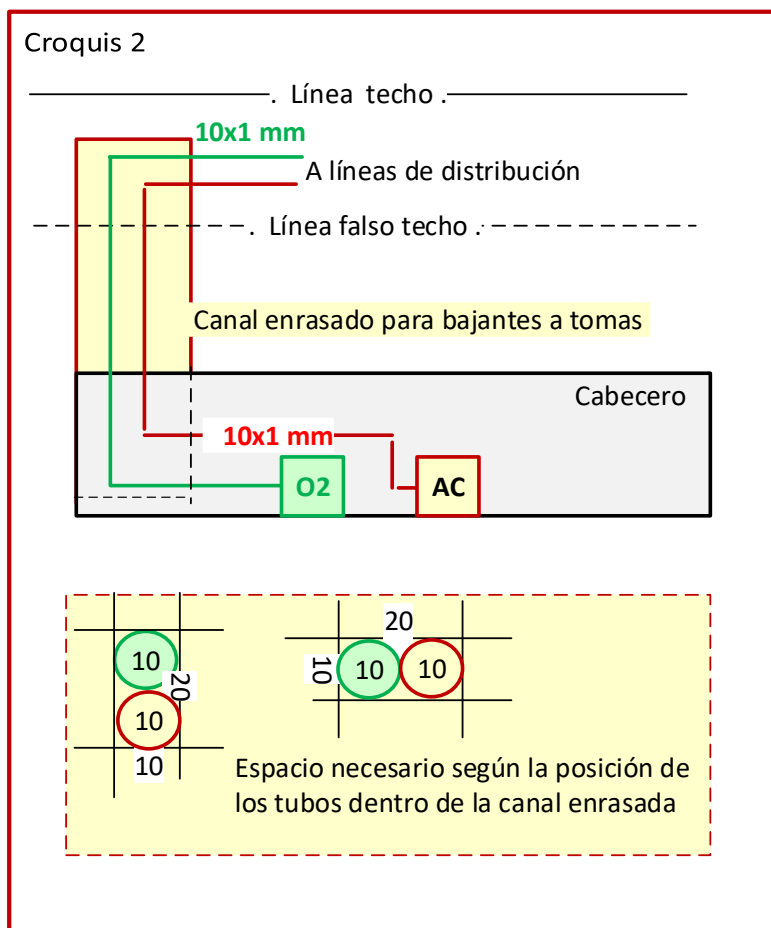 Croquis 2
. Línea techo .
10x1 mm
A líneas de distribución
. Línea falso techo .
Canal enrasado para bajantes a tomas
Cabecero
10x1 mm
O2
AC
10
20
10
10
20
10
10
10
Espacio necesario según la posición de
los tubos dentro de la canal enrasada